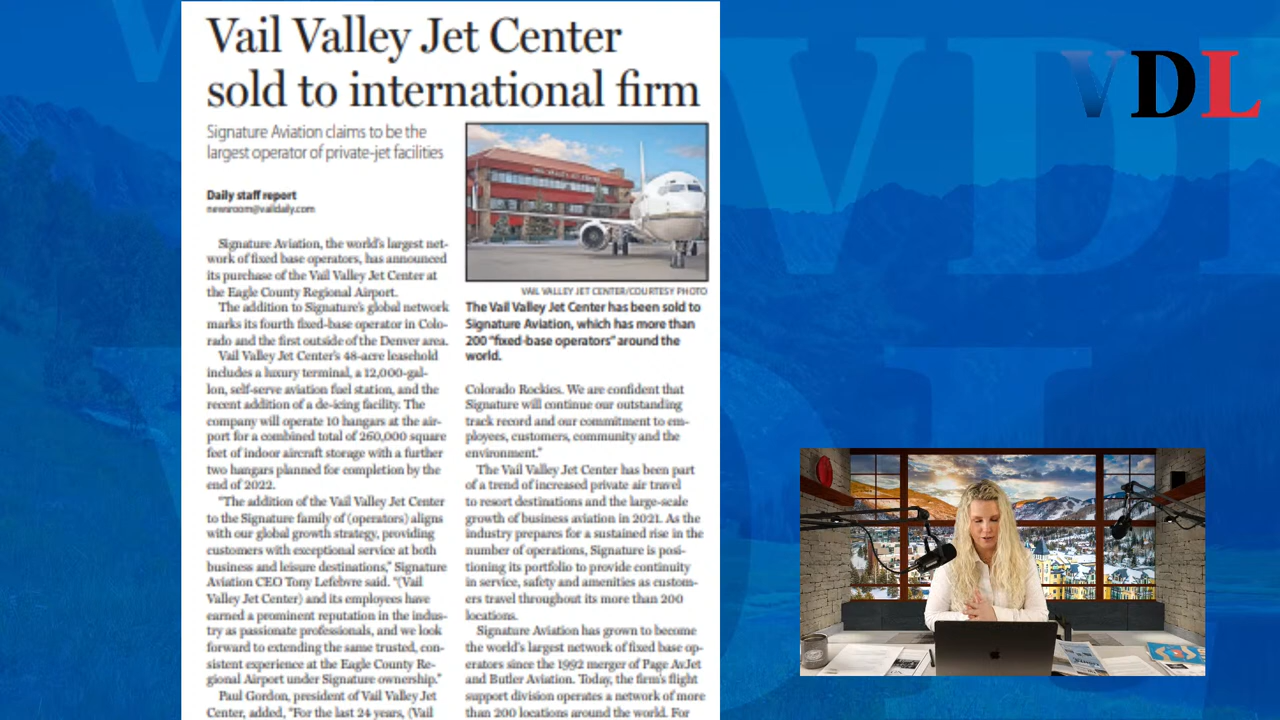 Vail Valley Jet Center
sold to international firm
Signature Aviation claims to be the
largest operator of private-jet facilities
Daily staff report
newsroom@vaildaily.com
Signature Aviation, the world's largest net-
work of fixed base operators, has announced
its purchase of the Vail Valley Jet Center at
the Eagle County Regional Airport.
The addition to Signature's global network
marks its fourth fixed-base operator in Colo-
rado and the first outside of the Denver area.
Vail Valley Jet Center's 48-acre leasehold
includes a luxury terminal, a 12,000-gal-
lon, self-serve aviation fuel station, and the
recent addition of a de-icing facility. The
company will operate 10 hangars at the air-
port for a combined total of 260,000 square
feet of indoor aircraft storage with a further
two hangars planned for completion by the
end of 2022.
"The addition of the Vail Valley Jet Center
to the Signature family of (operators) aligns
with our global growth strategy, providing
customers with exceptional service at both
business and leisure destinations," Signature
Aviation CEO Tony Lefebvre said. "(Vail
Valley Jet Center) and its employees have
earned a prominent reputation in the indus-
try as passionate professionals, and we look
forward to extending the same trusted, con-
sistent experience at the Eagle County Re-
gional Airport under Signature ownership."
Paul Gordon, president of Vail Valley Jet
Center, added, "For the last 24 years, (Vail
VAIL VALLEY JET CENTER/COURTESY PHOTO
The Vail Valley Jet Center has been sold to
Signature Aviation, which has more than
200 "fixed-base operators" around the
world.
Colorado Rockies. We are confident that
Signature will continue our outstanding
track record and our commitment to em-
ployees, customers, community and the
environment."
The Vail Valley Jet Center has been part
of a trend of increased private air travel
to resort destinations and the large-scale
growth of business aviation in 2021. As the
industry prepares for a sustained rise in the
number of operations, Signature is posi-
tioning its portfolio to provide continuity
in service, safety and amenities as custom-
ers travel throughout its more than 200
locations.
Signature Aviation has grown to become
the world's largest network of fixed base op-
erators since the 1992 merger of Page AvJet
and Butler Aviation. Today, the firm's flight
support division operates a network of more
than 200 locations around the world. For
VDL
VDL